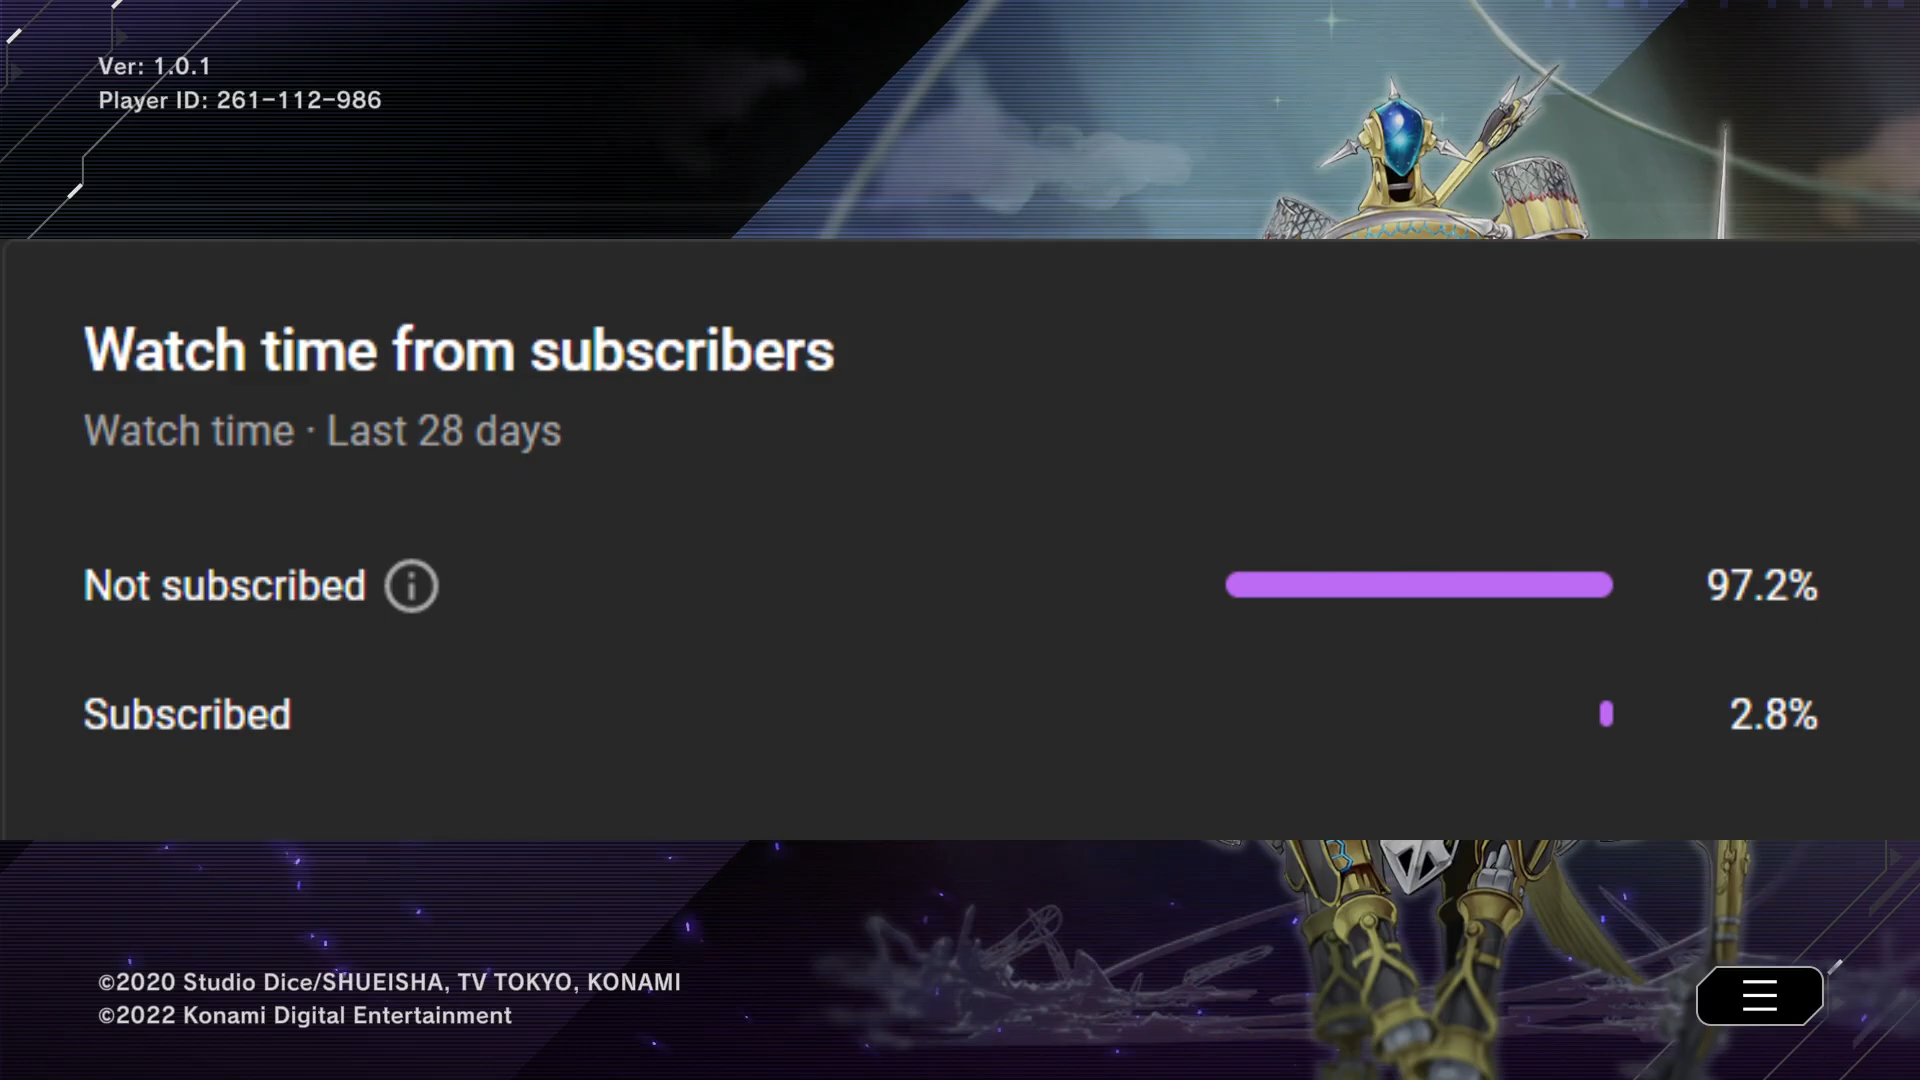 Ver: 1.0.1
Player ID: 261-112-986
Watch time from subscribers
Watch time · Last 28 days
Not subscribed
97.2%
Subscribed
2.8%
©2020 Studio Dice/SHUEISHA, TV TOKYO, KONAMI
©2022 Konami Digital Entertainment